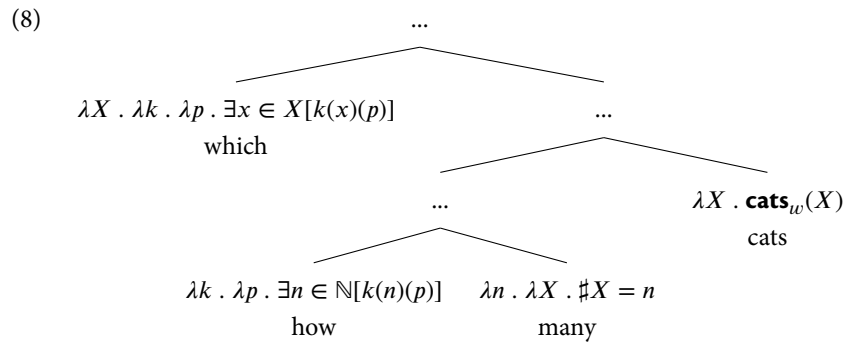 (8)
...
λX . λk . λp . ∃x ∈ X[k(x)(p)]
which
...
...
λX . cats_w(X)
cats
λk . λp . ∃n ∈ ℕ[k(n)(p)]
how
λn . λX . ♯X = n
many